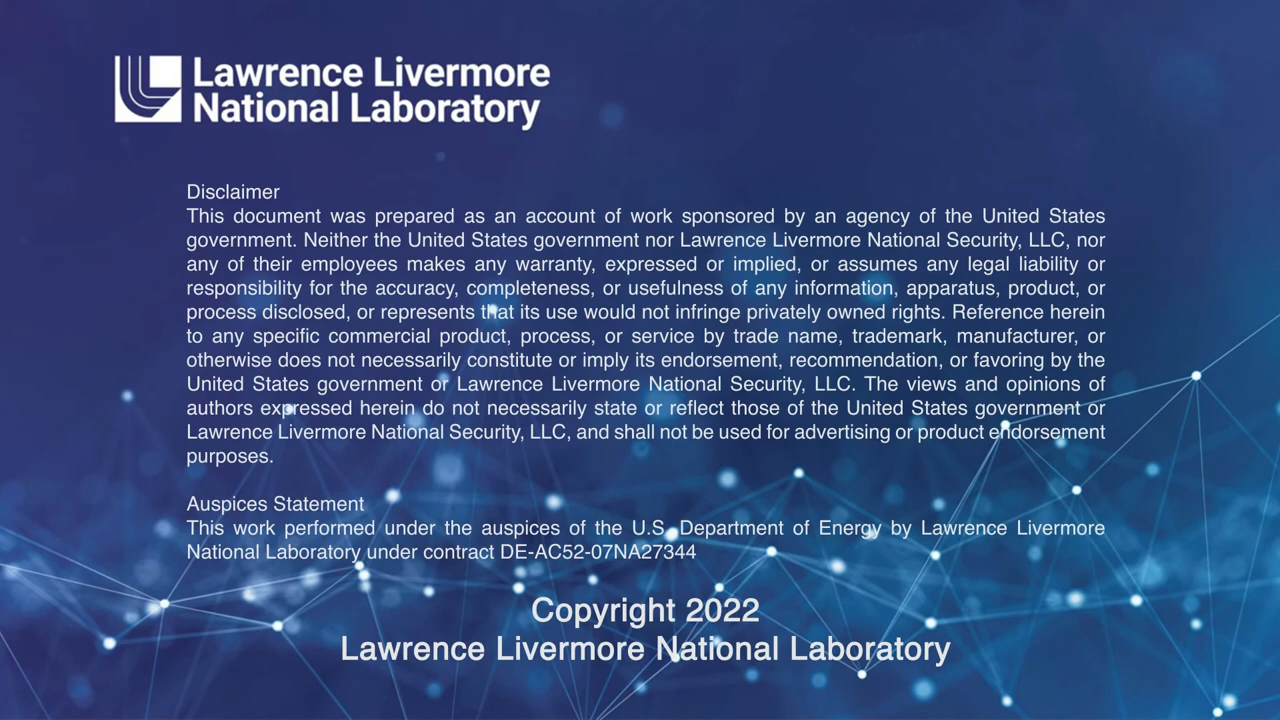 Lawrence Livermore
National Laboratory
Disclaimer
This document was prepared as an account of work sponsored by an agency of the United States
government. Neither the United States government nor Lawrence Livermore National Security, LLC, nor
any of their employees makes any warranty, expressed or implied, or assumes any legal liability or
responsibility for the accuracy, completeness, or usefulness of any information, apparatus, product, or
process disclosed, or represents that its use would not infringe privately owned rights. Reference herein
to any specific commercial product, process, or service by trade name, trademark, manufacturer, or
otherwise does not necessarily constitute or imply its endorsement, recommendation, or favoring by the
United States government or Lawrence Livermore National Security, LLC. The views and opinions of
authors expressed herein do not necessarily state or reflect those of the United States government or
Lawrence Livermore National Security, LLC, and shall not be used for advertising or product endorsement
purposes.
Auspices Statement
This work performed under the auspices of the U.S. Department of Energy by Lawrence Livermore
National Laboratory under contract DE-AC52-07NA27344
Copyright 2022
Lawrence Livermore National Laboratory